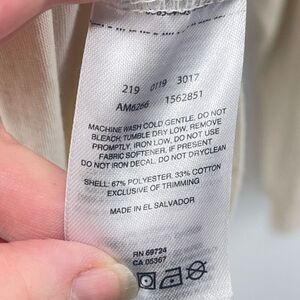 219 0119 3017
AM6266 1562851
MACHINE WASH COLD GENTLE, DO NOT
BLEACH, TUMBLE DRY LOW, REMOVE
PROMPTLY, IRON LOW, DO NOT USE
FABRIC SOFTENER. IF PRESENT
DO NOT IRON DECAL. DO NOT DRYCLEAN
SHELL: 67% POLYESTER, 33% COTTON
EXCLUSIVE OF TRIMMING
MADE IN EL SALVADOR
RN 69724
CA 05367